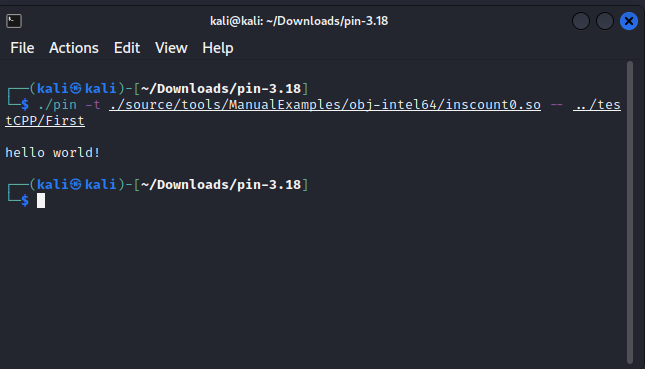 kali@kali: ~/Downloads/pin-3.18
File Actions Edit View Help
┌──(kali㉿kali)-[~/Downloads/pin-3.18]
└─$ ./pin -t ./source/tools/ManualExamples/obj-intel64/inscount0.so -- ../tes
tCPP/First
hello world!
┌──(kali㉿kali)-[~/Downloads/pin-3.18]
└─$